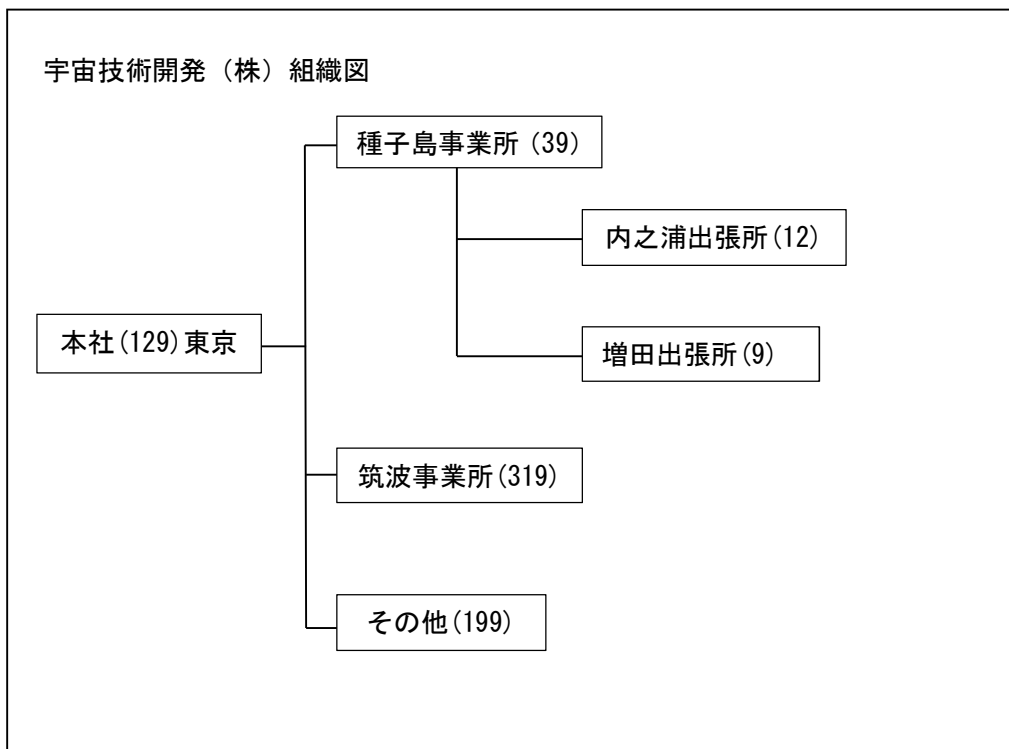 宇宙技術開発（株）組織図
種子島事業所（39）
内之浦出張所(12)
本社(129)東京
増田出張所(9)
筑波事業所(319)
その他(199)